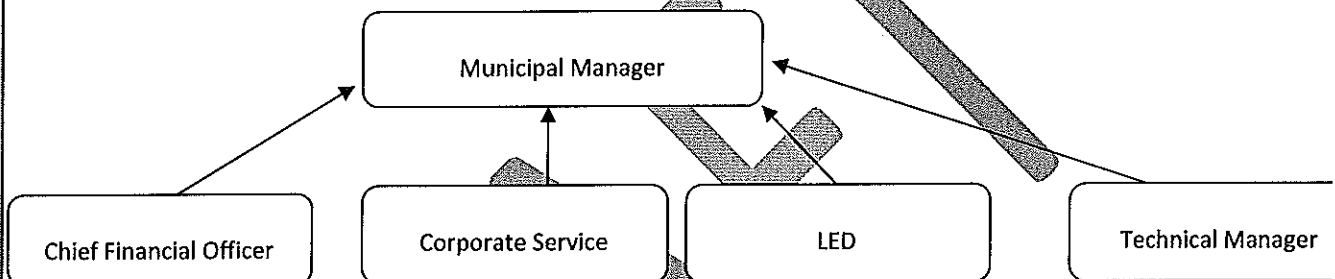 Municipal Manager
Chief Financial Officer
Corporate Service
LED
Technical Manager